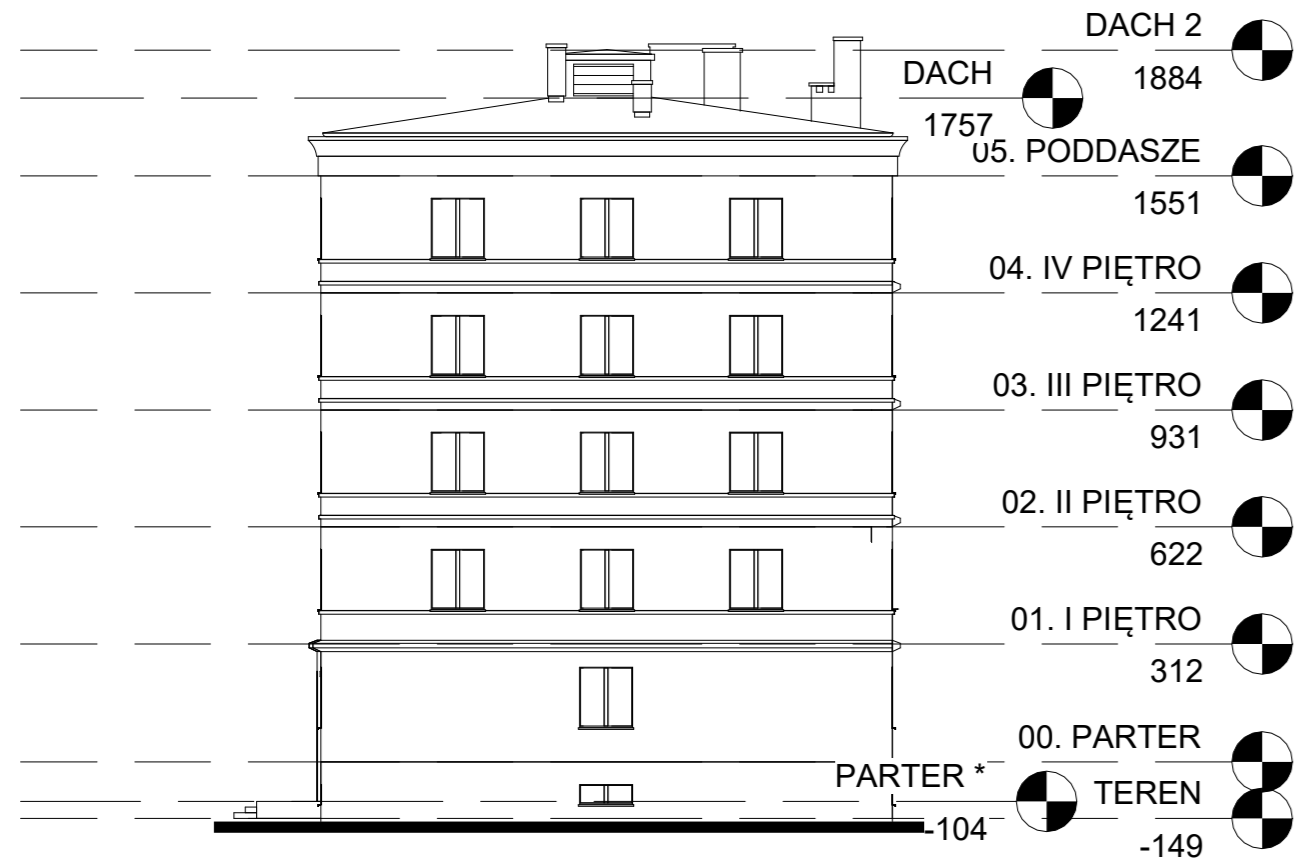 DACH 2
1884
DACH
1757
05. PODDASZE
1551
04. IV PIĘTRO
1241
03. III PIĘTRO
931
02. II PIĘTRO
622
01. I PIĘTRO
312
00. PARTER
PARTER *
-104
TEREN
-149